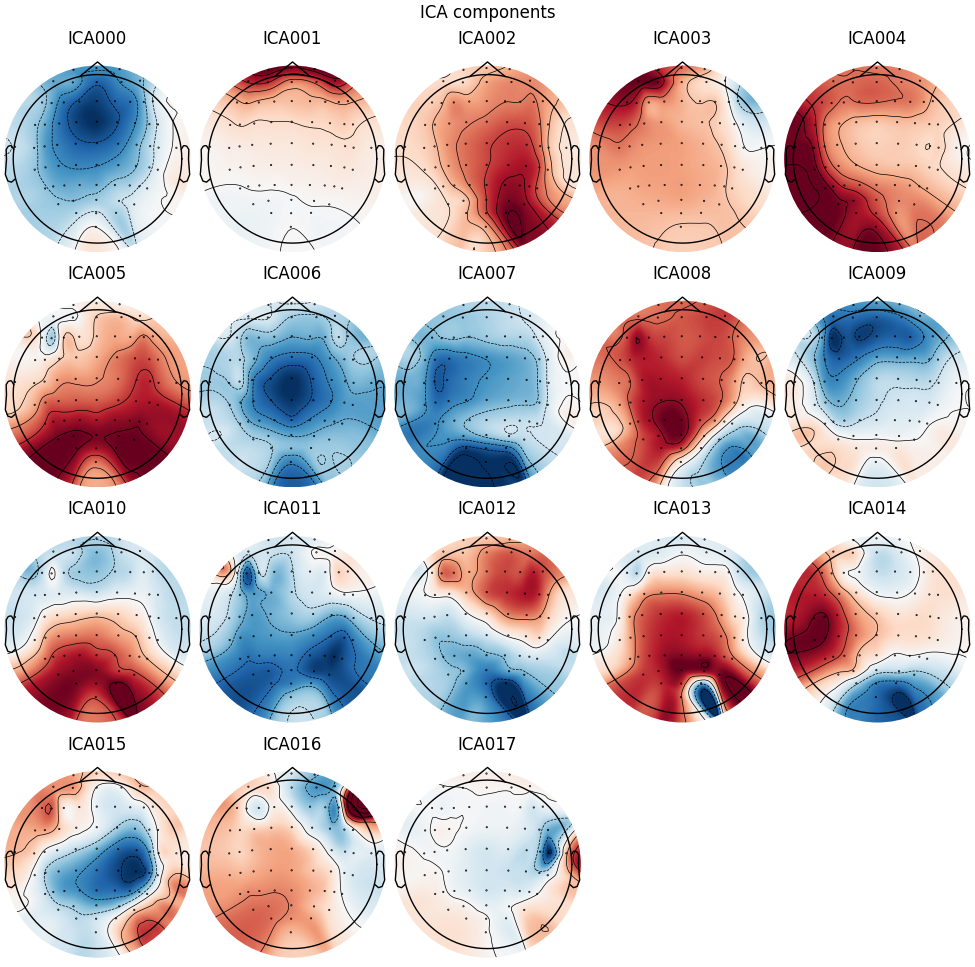 ICA components
ICA000 ICA001 ICA002 ICA003 ICA004
ICA005 ICA006 ICA007 ICA008 ICA009
ICA010 ICA011 ICA012 ICA013 ICA014
ICA015 ICA016 ICA017